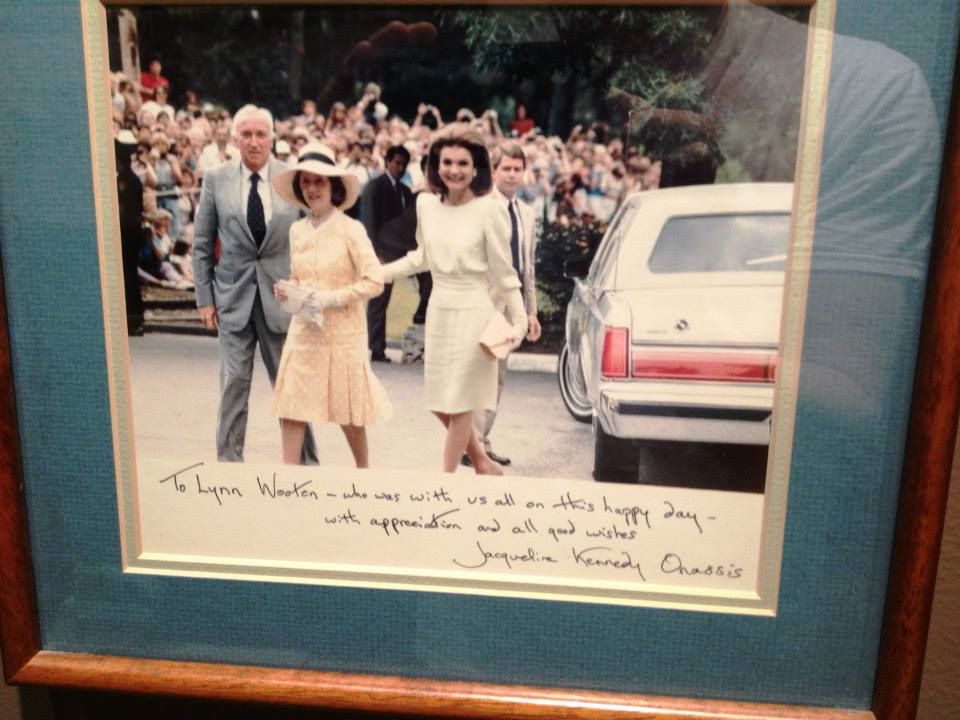 To Lynn Wooten – who was with us all on this happy day –
with appreciation and all good wishes
Jacqueline Kennedy Onassis